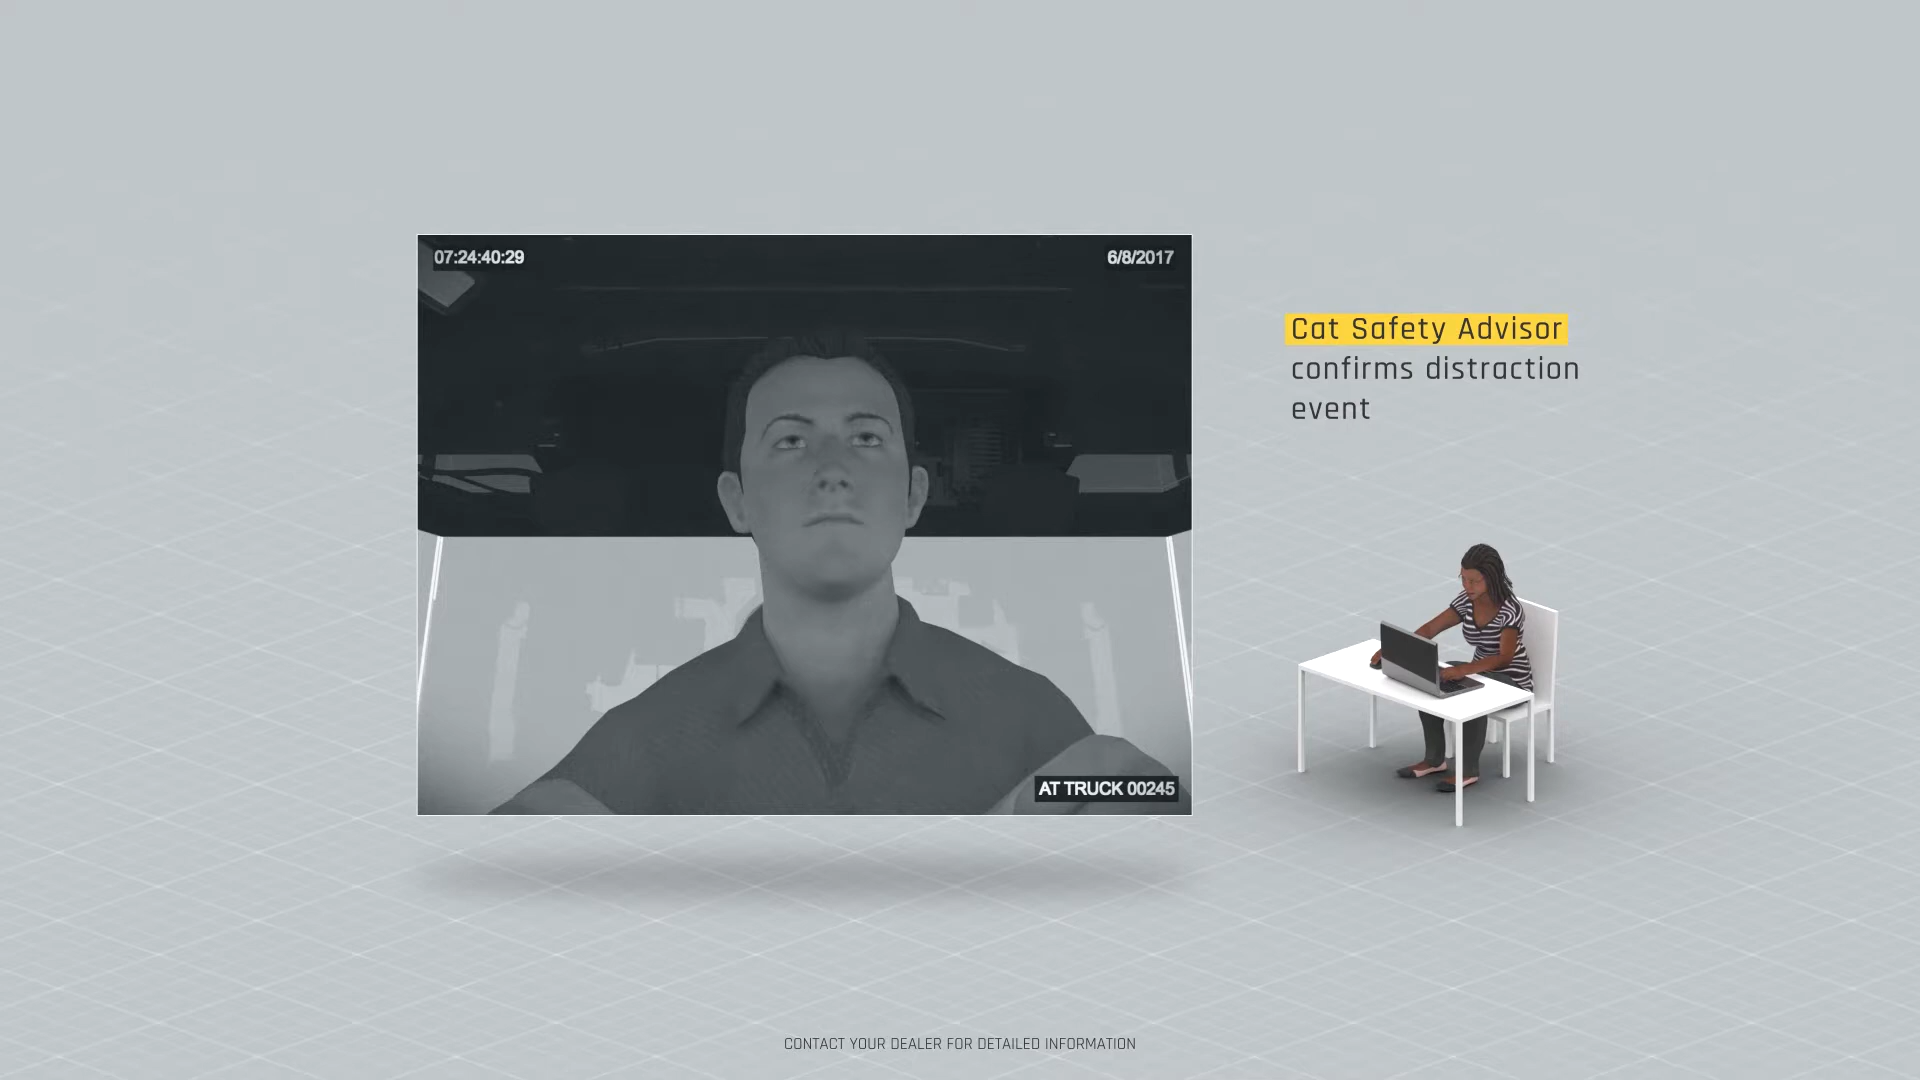 07:24:40:29
6/8/2017
Cat Safety Advisor
confirms distraction
event
AT TRUCK 00245
CONTACT YOUR DEALER FOR DETAILED INFORMATION